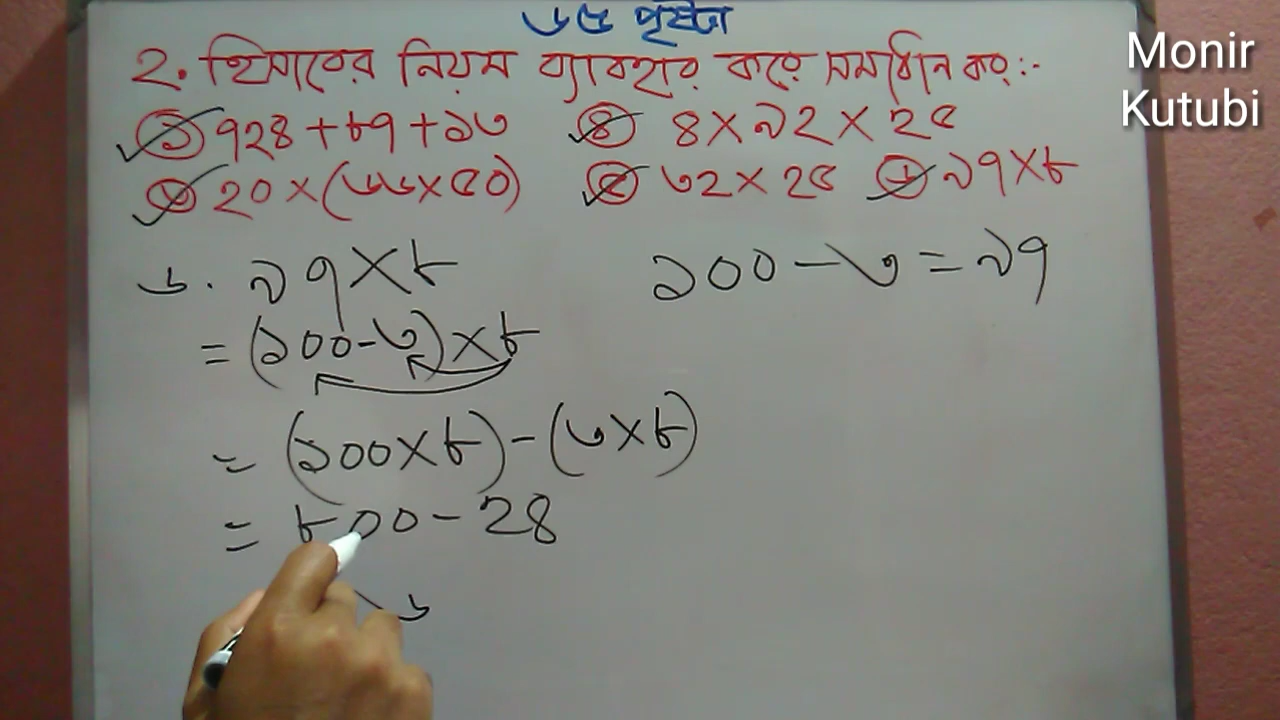 ৬৫ পৃষ্ঠা
Monir
Kutubi
২. হিসাবের নিয়ম ব্যাবহার করে সমাধান কর:-
১ ৭২৪+৮৭+১৩ ৪ ৪×৯২×২৫
২০×(৬৬×৫০) ৫ ৩২×২৫ ৯৭×৮
৬. ৯৭×৮ ১০০-৩=৯৭
=(১০০-৩)×৮
=(১০০×৮)-(৩×৮)
=৮০০-২৪
৬